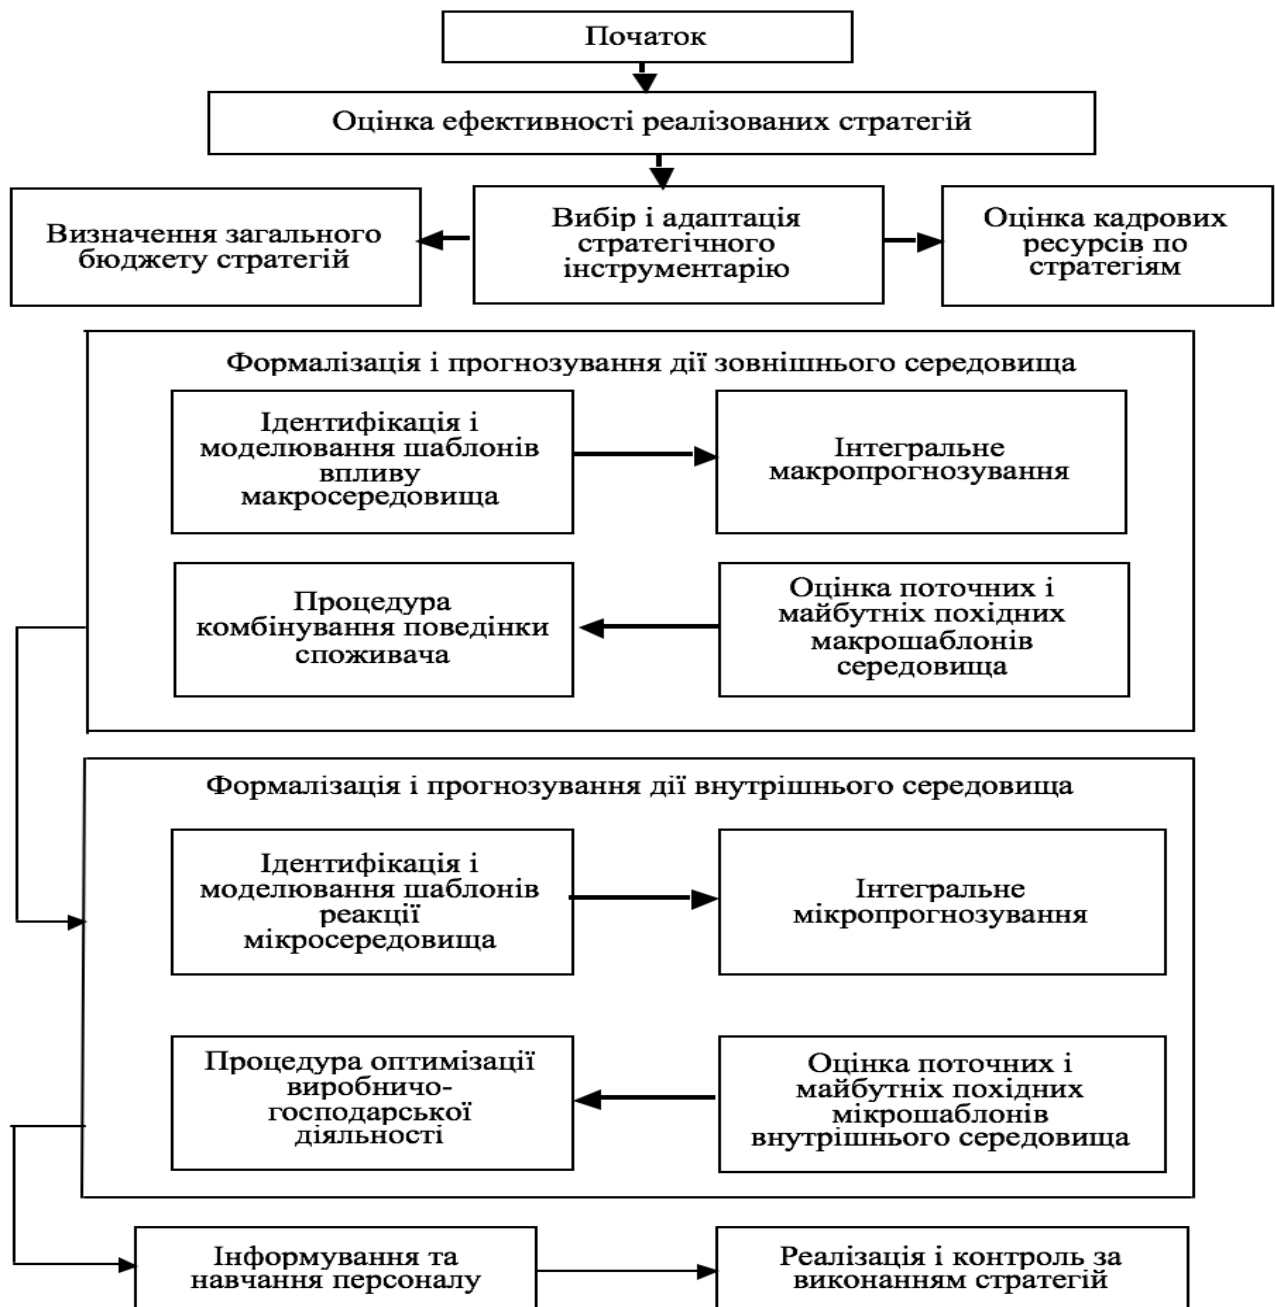 Початок
Оцінка ефективності реалізованих стратегій
Визначення загального
бюджету стратегій
Вибір і адаптація
стратегічного
інструментарію
Оцінка кадрових
ресурсів по
стратегіям
Формалізація і прогнозування дії зовнішнього середовища
Ідентифікація і
моделювання шаблонів
впливу
макросередовища
Інтегральне
макропрогнозування
Процедура
комбінування поведінки
споживача
Оцінка поточних і
майбутніх похідних
макрошаблонів
середовища
Формалізація і прогнозування дії внутрішнього середовища
Ідентифікація і
моделювання шаблонів
реакції
мікросередовища
Інтегральне
мікропрогнозування
Процедура оптимізації
виробничо-
господарської
діяльності
Оцінка поточних і
майбутніх похідних
мікрошаблонів
внутрішнього середовища
Інформування та
навчання персоналу
Реалізація і контроль за
виконанням стратегій